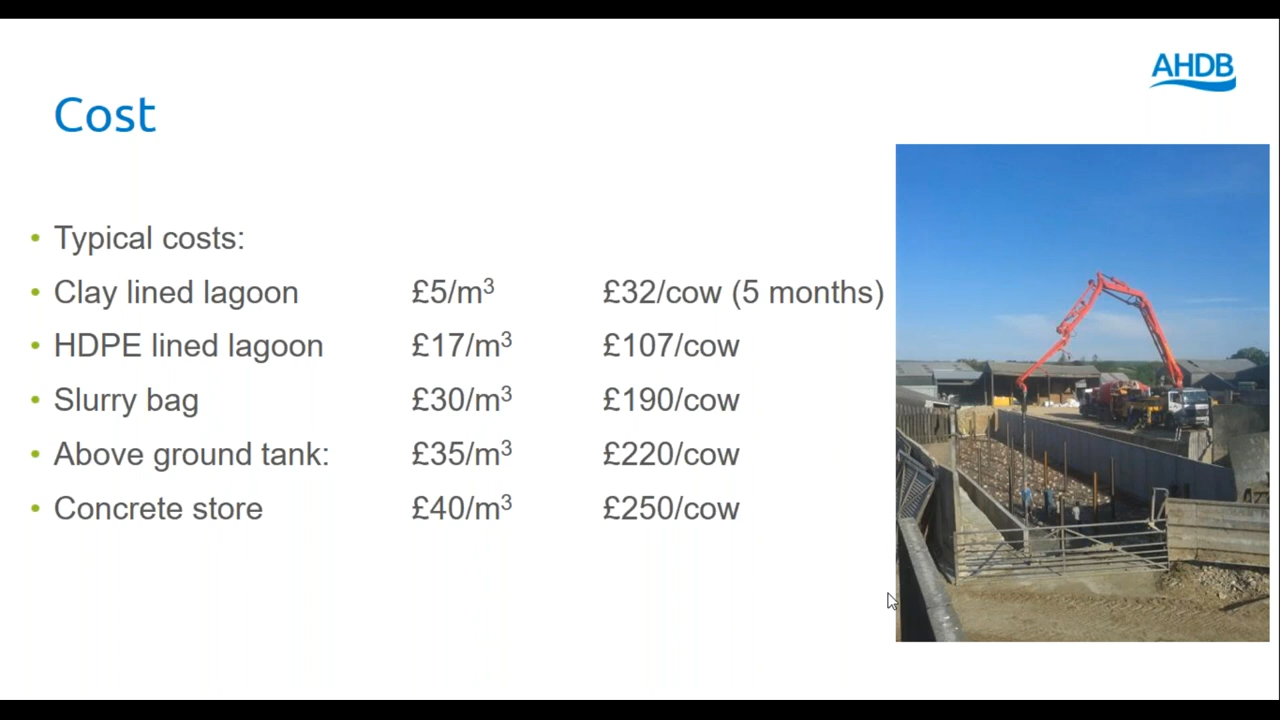 AHDB
Cost
• Typical costs:
• Clay lined lagoon £5/m³ £32/cow (5 months)
• HDPE lined lagoon £17/m³ £107/cow
• Slurry bag £30/m³ £190/cow
• Above ground tank: £35/m³ £220/cow
• Concrete store £40/m³ £250/cow